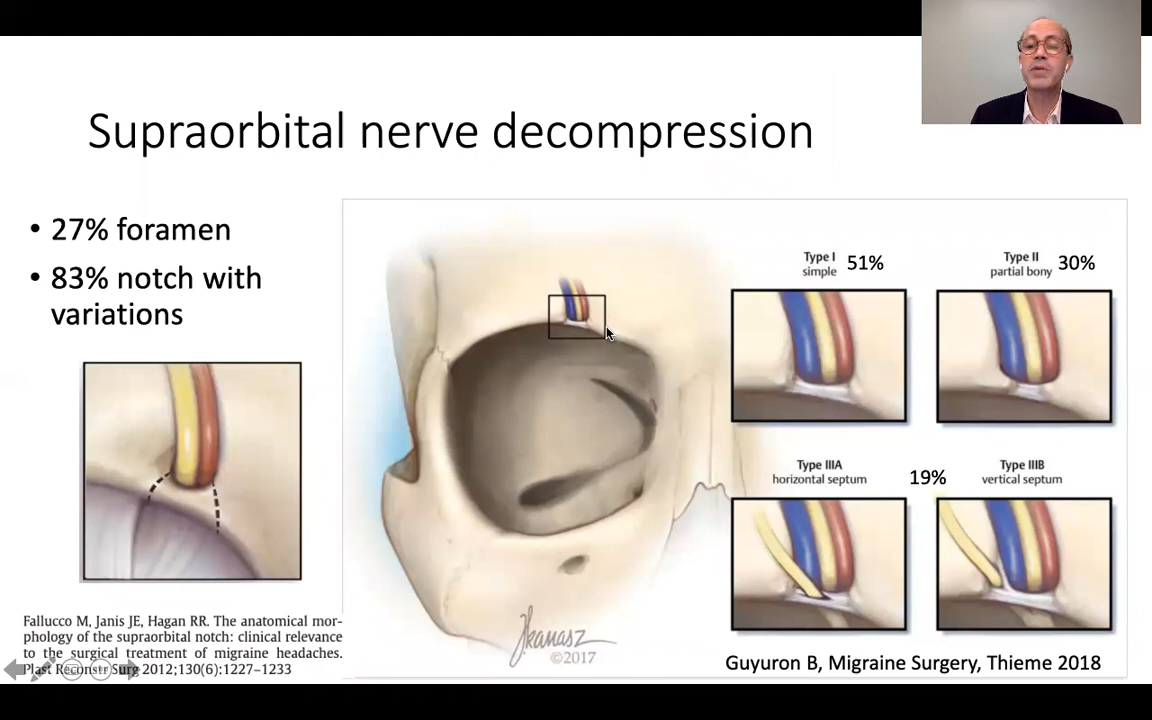 Supraorbital nerve decompression
• 27% foramen
• 83% notch with
variations
Type I
simple
51%
Type II
partial bony
30%
Type IIIA
horizontal septum
19%
Type IIIB
vertical septum
Jkanasz
©2017
Fallucco M, Janis JE, Hagan RR. The anatomical mor-
phology of the supraorbital notch: clinical relevance
to the surgical treatment of migraine headaches.
Plast Reconstr Surg 2012;130(6):1227–1233
Guyuron B, Migraine Surgery, Thieme 2018